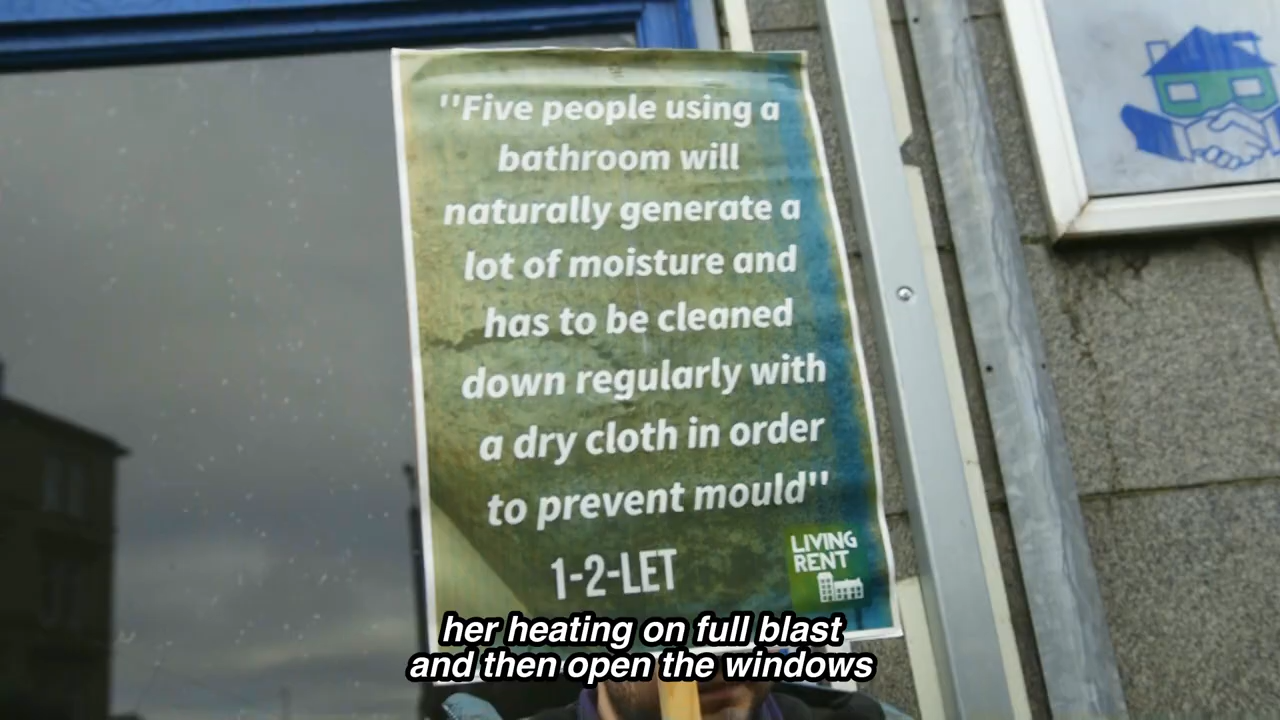 "Five people using a
bathroom will
naturally generate a
lot of moisture and
has to be cleaned
down regularly with
a dry cloth in order
to prevent mould"
1-2-LET
LIVING
RENT
her heating on full blast
and then open the windows